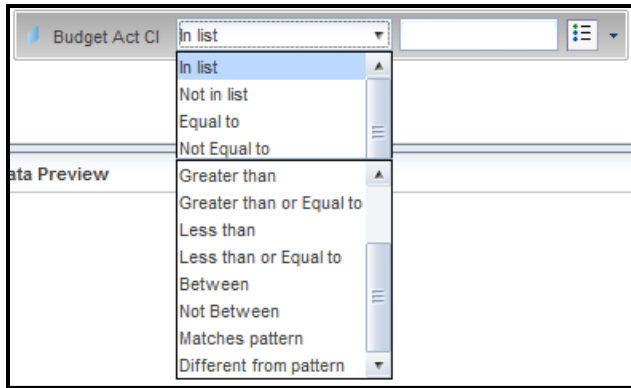 Budget Act Cl In list
In list
Not in list
Equal to
Not Equal to
ata Preview
Greater than
Greater than or Equal to
Less than
Less than or Equal to
Between
Not Between
Matches pattern
Different from pattern